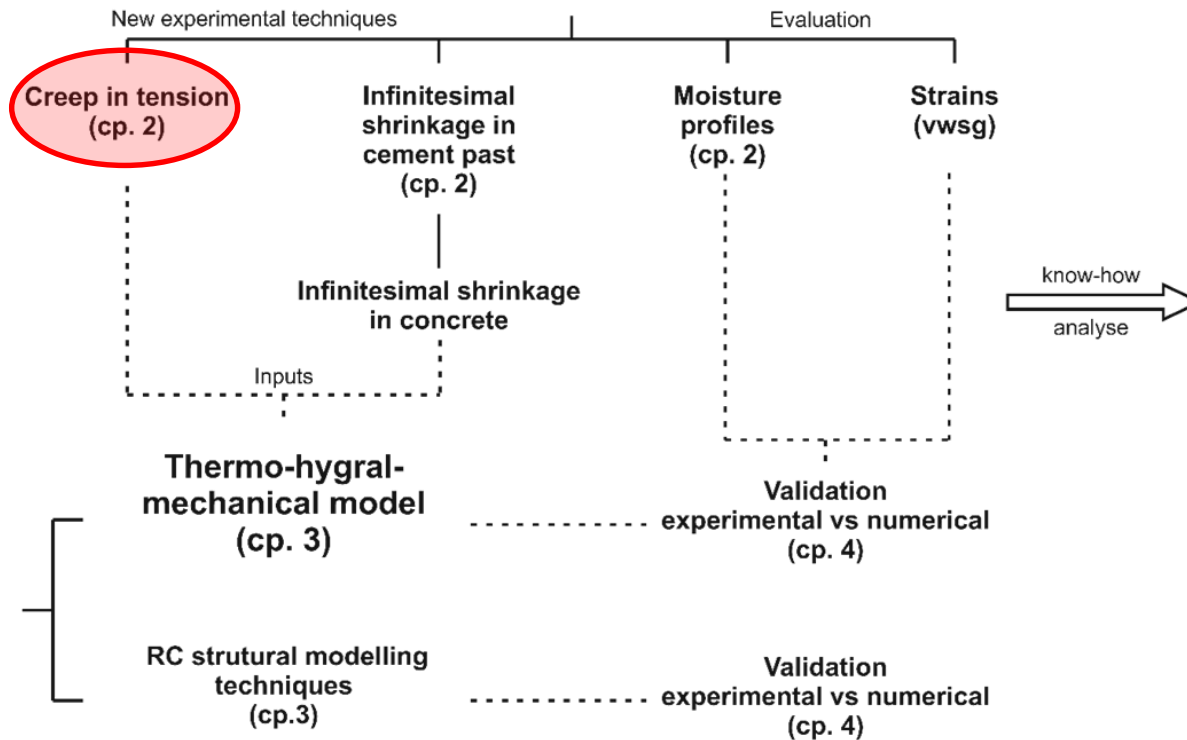 New experimental techniques
Evaluation
Creep in tension
(cp. 2)
Infinitesimal
shrinkage in
cement past
(cp. 2)
Moisture
profiles
(cp. 2)
Strains
(vwsg)
Infinitesimal shrinkage
in concrete
know-how
analyse
Inputs
Thermo-hygral-
mechanical model
(cp. 3)
Validation
experimental vs numerical
(cp. 4)
RC strutural modelling
techniques
(cp.3)
Validation
experimental vs numerical
(cp. 4)